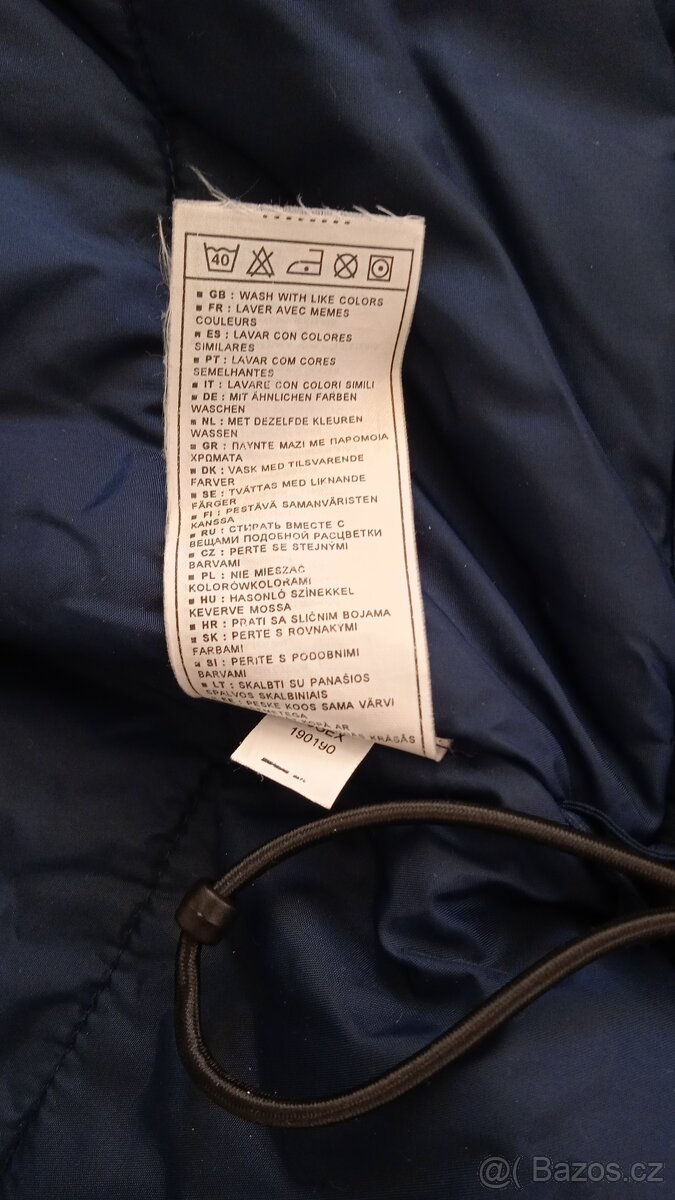 40
■ GB : WASH WITH LIKE COLORS
■ FR : LAVER AVEC MEMES
COULEURS
■ ES : LAVAR CON COLORES
SIMILARES
■ PT : LAVAR COM CORES
SEMELHANTES
■ IT : LAVARE CON COLORI SIMILI
■ DE : MIT ÄHNLICHEN FARBEN
WASCHEN
■ NL : MET DEZELFDE KLEUREN
WASSEN
■ GR : ΠΛΥΝΤΕ ΜΑΖΙ ΜΕ ΠΑΡΟΜΟΙΑ
ΧΡΩΜΑΤΑ
■ DK : VASK MED TILSVARENDE
FARVER
■ SE : TVÄTTAS MED LIKNANDE
FÄRGER
■ FI : PESTÄVÄ SAMANVÄRISTEN
KANSSA
■ RU : СТИРАТЬ ВМЕСТЕ С
ВЕЩАМИ ПОДОБНОЙ РАСЦВЕТКИ
■ CZ : PERTE SE STEJNÝMI
BARVAMI
■ PL : NIE MIESZAĆ
KOLORÓWKOLORAMI
■ HU : HASONLÓ SZÍNEKKEL
KEVERVE MOSSA
■ HR : PRATI SA SLIČNIM BOJAMA
■ SK : PERTE S ROVNAKÝMI
FARBAMI
■ SI : PERITE S PODOBNIMI
BARVAMI
■ LT : SKALBTI SU PANAŠIOS
SPALVOS SKALBINIAIS
■ EE : PESKE KOOS SAMA VÄRVI
KRĀSĀS
190190
@( Bazos.cz